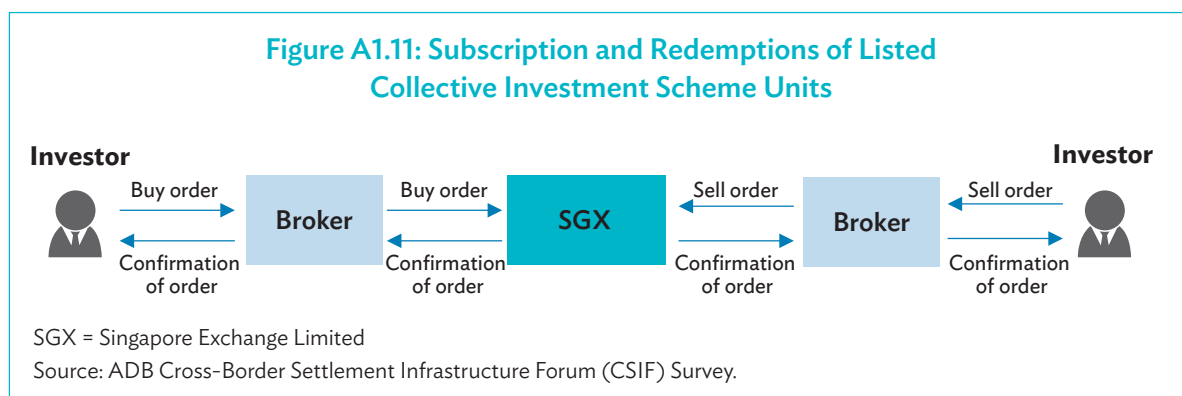 Figure A1.11: Subscription and Redemptions of Listed
Collective Investment Scheme Units
Investor
Investor
Buy order
Buy order
Sell order
Sell order
Broker
SGX
Broker
Confirmation
of order
Confirmation
of order
Confirmation
of order
Confirmation
of order
SGX = Singapore Exchange Limited
Source: ADB Cross-Border Settlement Infrastructure Forum (CSIF) Survey.